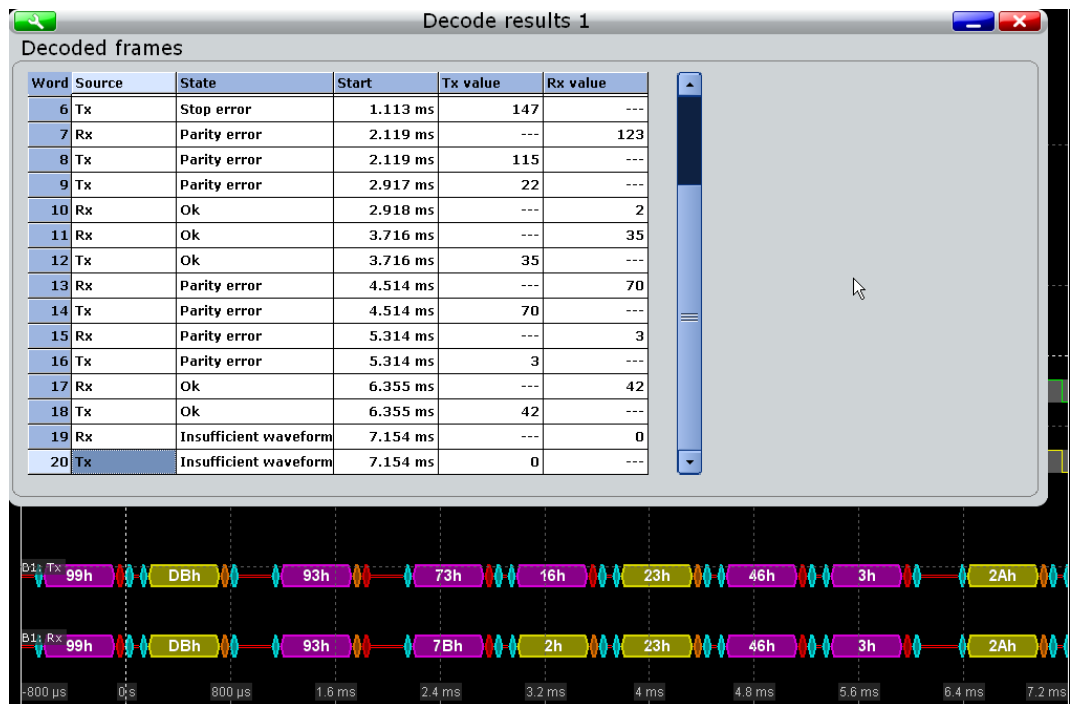 Decode results 1
Decoded frames
Word Source State Start Tx value Rx value
6 Tx Stop error 1.113 ms 147 ---
7 Rx Parity error 2.119 ms --- 123
8 Tx Parity error 2.119 ms 115 ---
9 Tx Parity error 2.917 ms 22 ---
10 Rx Ok 2.918 ms --- 2
11 Rx Ok 3.716 ms --- 35
12 Tx Ok 3.716 ms 35 ---
13 Rx Parity error 4.514 ms --- 70
14 Tx Parity error 4.514 ms 70 ---
15 Rx Parity error 5.314 ms --- 3
16 Tx Parity error 5.314 ms 3 ---
17 Rx Ok 6.355 ms --- 42
18 Tx Ok 6.355 ms 42 ---
19 Rx Insufficient waveform 7.154 ms --- 0
20 Tx Insufficient waveform 7.154 ms 0 ---
B1: Tx 99h DBh 93h 73h 16h 23h 46h 3h 2Ah
B1: Rx 99h DBh 93h 7Bh 2h 23h 46h 3h 2Ah
-800 µs 0 s 800 µs 1.6 ms 2.4 ms 3.2 ms 4 ms 4.8 ms 5.6 ms 6.4 ms 7.2 ms